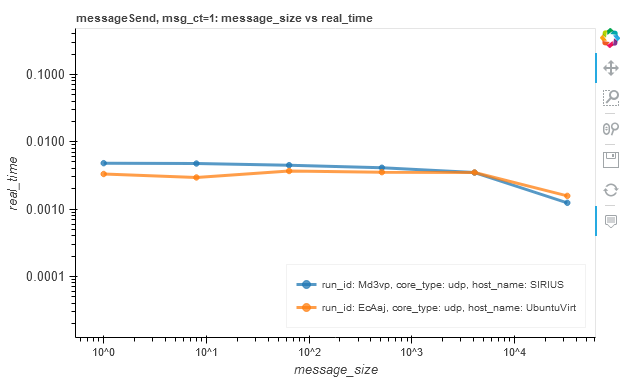 messageSend, msg_ct=1: message_size vs real_time
0.1000
0.0100
0.0010
0.0001
real_time
run_id: Md3vp, core_type: udp, host_name: SIRIUS
run_id: EcAaj, core_type: udp, host_name: UbuntuVirt
10^0
10^1
10^2
10^3
10^4
message_size